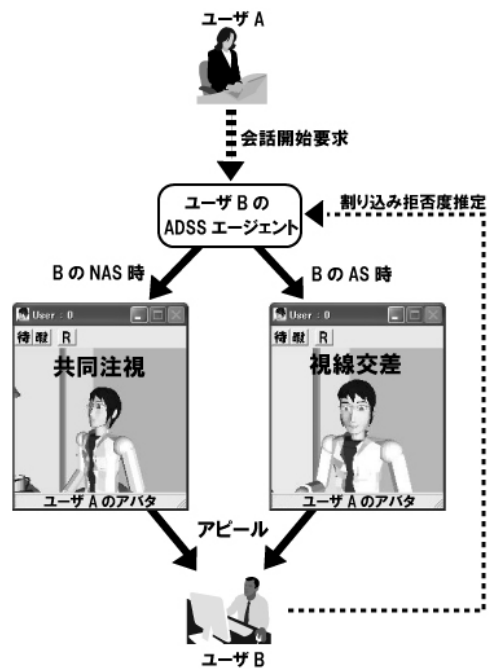 ユーザ A
会話開始要求
ユーザ B の
ADSS エージェント
割り込み拒否度推定
B の NAS 時
B の AS 時
User : 0
待 R
共同注視
ユーザ A のアバタ
User : 0
待 R
視線交差
ユーザ A のアバタ
アピール
ユーザ B